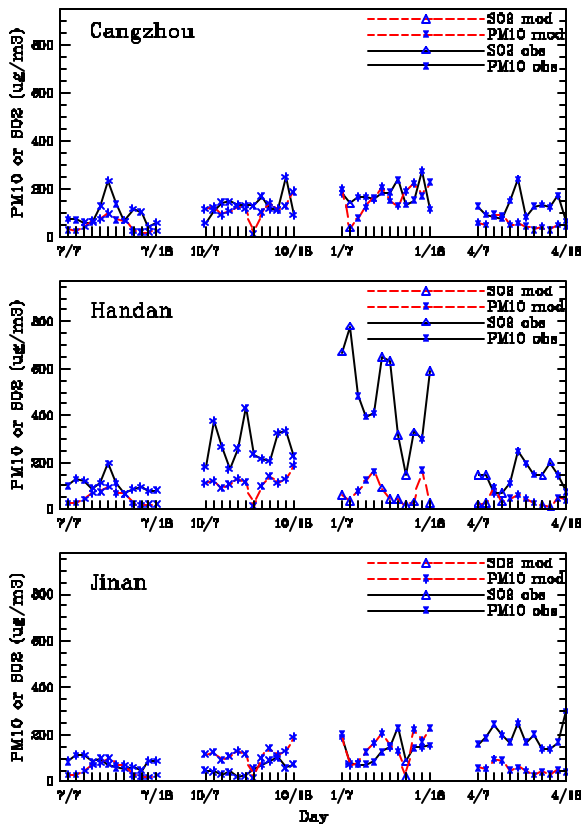 Cangzhou
SO2 mod
PM10 mod
SO2 obs
PM10 obs
PM10 or SO2 (ug/m3)
800
600
400
200
0
7/7 7/18 10/7 10/18 1/7 1/18 4/7 4/18
Handan
SO2 mod
PM10 mod
SO2 obs
PM10 obs
PM10 or SO2 (ug/m3)
800
600
400
200
0
7/7 7/18 10/7 10/18 1/7 1/18 4/7 4/18
Jinan
SO2 mod
PM10 mod
SO2 obs
PM10 obs
PM10 or SO2 (ug/m3)
800
600
400
200
0
7/7 7/18 10/7 10/18 1/7 1/18 4/7 4/18
Day